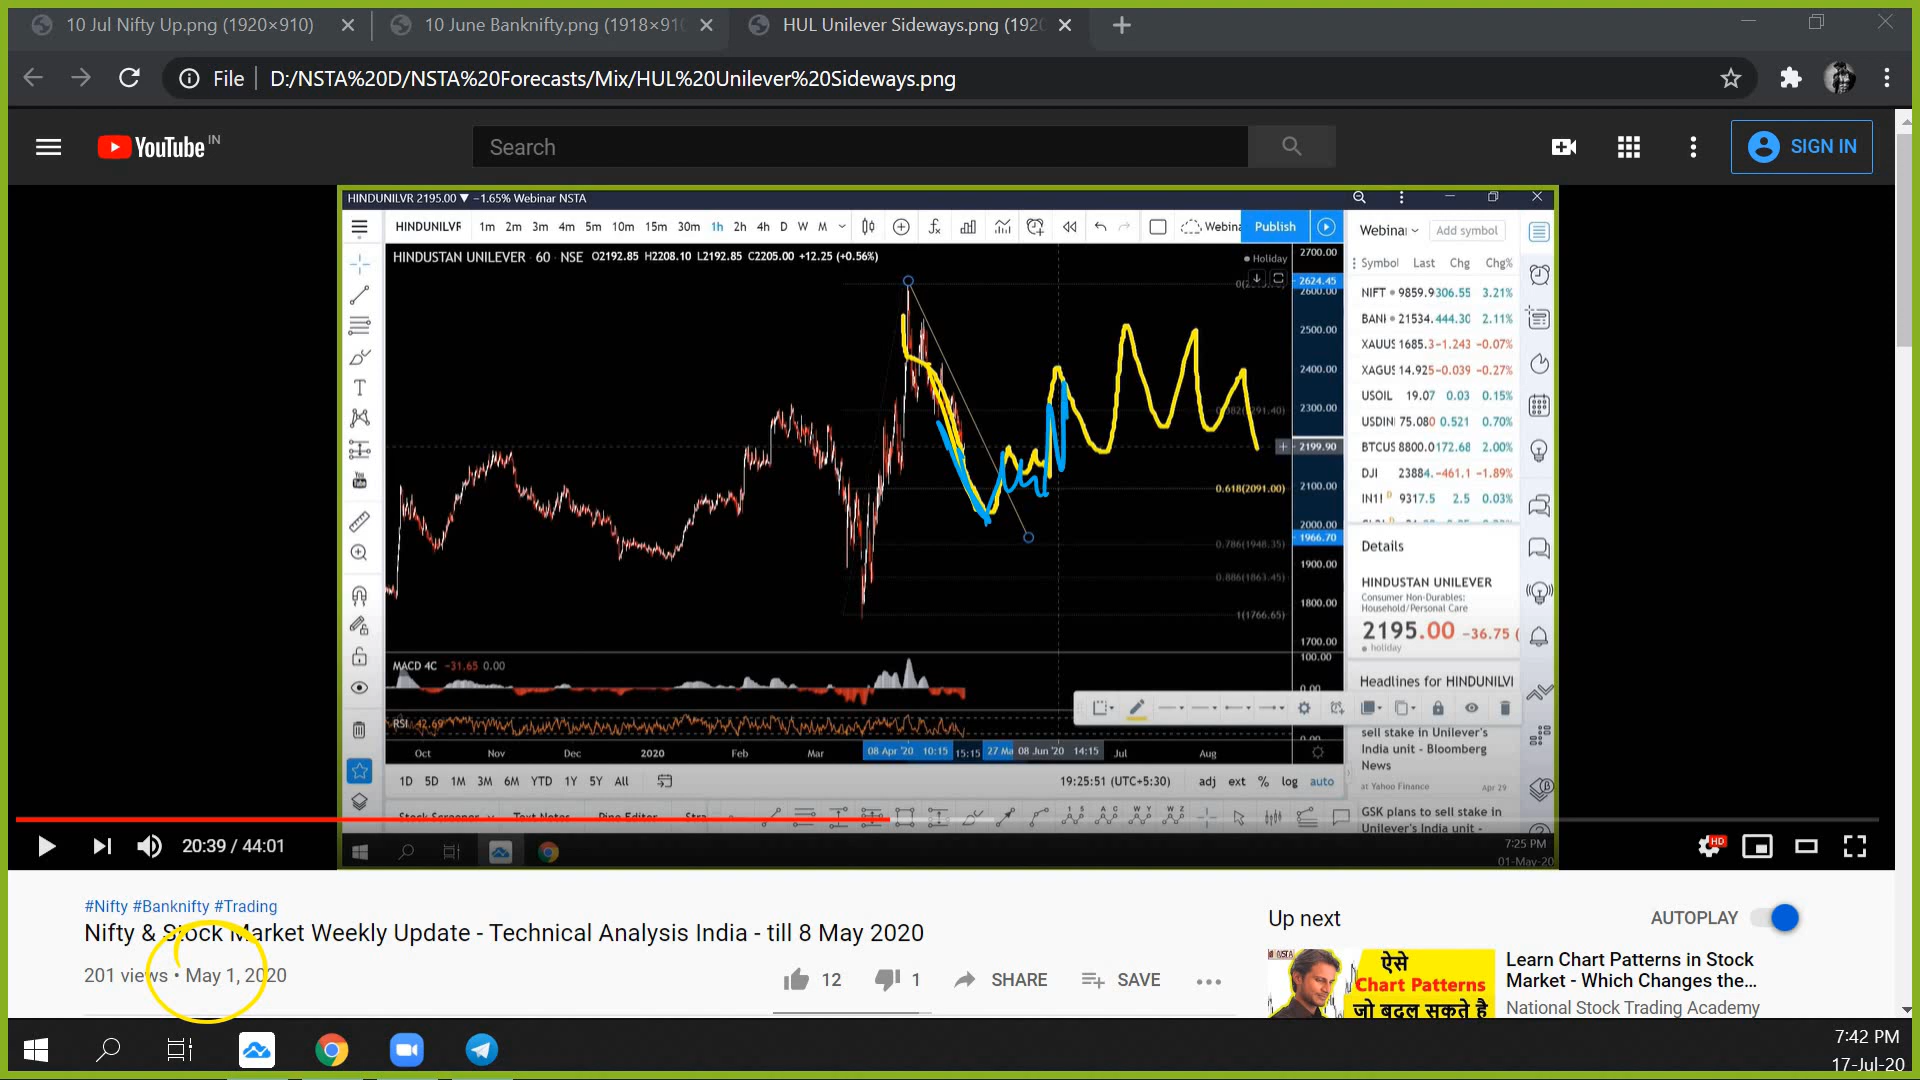 10 Jul Nifty Up.png (1920×910)
10 June Banknifty.png (1918×910
HUL Unilever Sideways.png (1920
File D:/NSTA%20D/NSTA%20Forecasts/Mix/HUL%20Unilever%20Sideways.png
YouTube IN
Search
SIGN IN
HINDUNILVR 2195.00 ▼ −1.65% Webinar NSTA
HINDUNILVR 1m 2m 3m 4m 5m 10m 15m 30m 1h 2h 4h D W M
Webina
Publish
HINDUSTAN UNILEVER 60 NSE O2192.85 H2208.10 L2192.85 C2205.00 +12.25 (+0.56%)
Holiday
2700.00
2624.45
2600.00
2500.00
2400.00
2300.00
2199.90
2100.00
2000.00
1966.70
1900.00
1800.00
1700.00
0.382(2291.40)
0.618(2091.00)
0.786(1948.35)
0.886(1863.45)
1(1766.65)
MACD 4C −31.65 0.00
100.00
0.00
RSI 42.69
0.00
Oct Nov Dec 2020 Feb Mar 08 Apr '20 10:15 15:15 27 Ma 08 Jun '20 14:15 Jul Aug
1D 5D 1M 3M 6M YTD 1Y 5Y All
19:25:51 (UTC+5:30) adj ext % log auto
Stock Screener Text Notes Pine Editor Stra
Webinar
Add symbol
Symbol Last Chg Chg%
NIFT 9859.9 306.55 3.21%
BANI 21534. 444.30 2.11%
XAUUS 1685.3 −1.243 −0.07%
XAGUS 14.925 −0.039 −0.27%
USOIL 19.07 0.03 0.15%
USDIN 75.080 0.521 0.70%
BTCUS 8800.0 172.68 2.00%
DJI 23884. −461.1 −1.89%
IN1! D 9317.5 2.5 0.03%
Details
HINDUSTAN UNILEVER
Consumer Non-Durables:
Household/Personal Care
2195.00 −36.75 (
holiday
Headlines for HINDUNILVI
sell stake in Unilever's
India unit - Bloomberg
News
at Yahoo Finance Apr 29
GSK plans to sell stake in
Unilever's India unit -
7:25 PM
01-May-20
20:39 / 44:01
HD
#Nifty #Banknifty #Trading
Nifty & Stock Market Weekly Update - Technical Analysis India - till 8 May 2020
201 views • May 1, 2020
12 1 SHARE SAVE
Up next
AUTOPLAY
NSTA
ऐसे
Chart Patterns
जो बदल सकते है
Learn Chart Patterns in Stock
Market - Which Changes the...
National Stock Trading Academy
7:42 PM
17-Jul-20